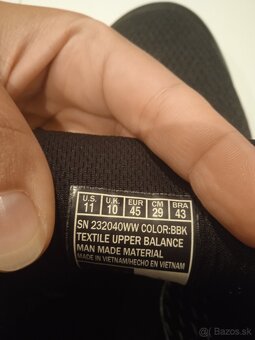 U.S. U.K. EUR CM BRA
11 10 45 29 43
SN 232040WW COLOR:BBK
TEXTILE UPPER BALANCE
MAN MADE MATERIAL
MADE IN VIETNAM/HECHO EN VIETNAM
Bazos.sk